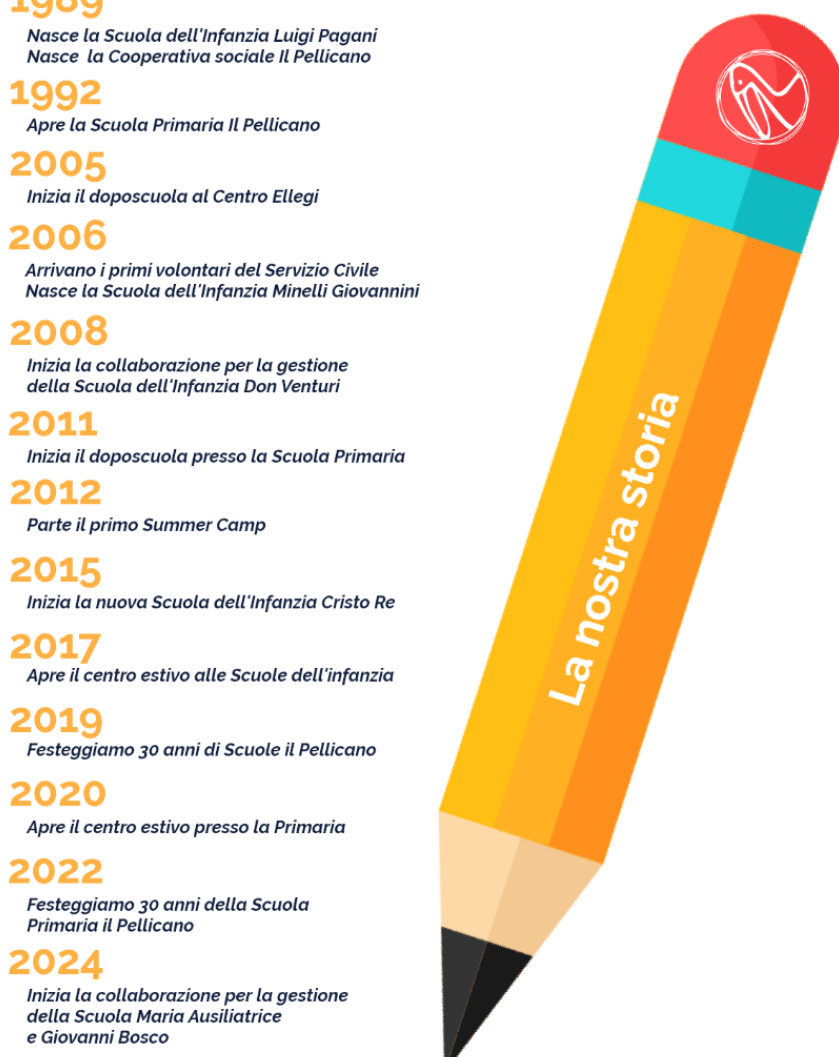 1989
Nasce la Scuola dell'Infanzia Luigi Pagani
Nasce la Cooperativa sociale Il Pellicano
1992
Apre la Scuola Primaria Il Pellicano
2005
Inizia il doposcuola al Centro Ellegi
2006
Arrivano i primi volontari del Servizio Civile
Nasce la Scuola dell'Infanzia Minelli Giovannini
2008
Inizia la collaborazione per la gestione
della Scuola dell'Infanzia Don Venturi
2011
Inizia il doposcuola presso la Scuola Primaria
2012
Parte il primo Summer Camp
2015
Inizia la nuova Scuola dell'Infanzia Cristo Re
2017
Apre il centro estivo alle Scuole dell'infanzia
2019
Festeggiamo 30 anni di Scuole il Pellicano
2020
Apre il centro estivo presso la Primaria
2022
Festeggiamo 30 anni della Scuola
Primaria il Pellicano
2024
Inizia la collaborazione per la gestione
della Scuola Maria Ausiliatrice
e Giovanni Bosco
La nostra storia